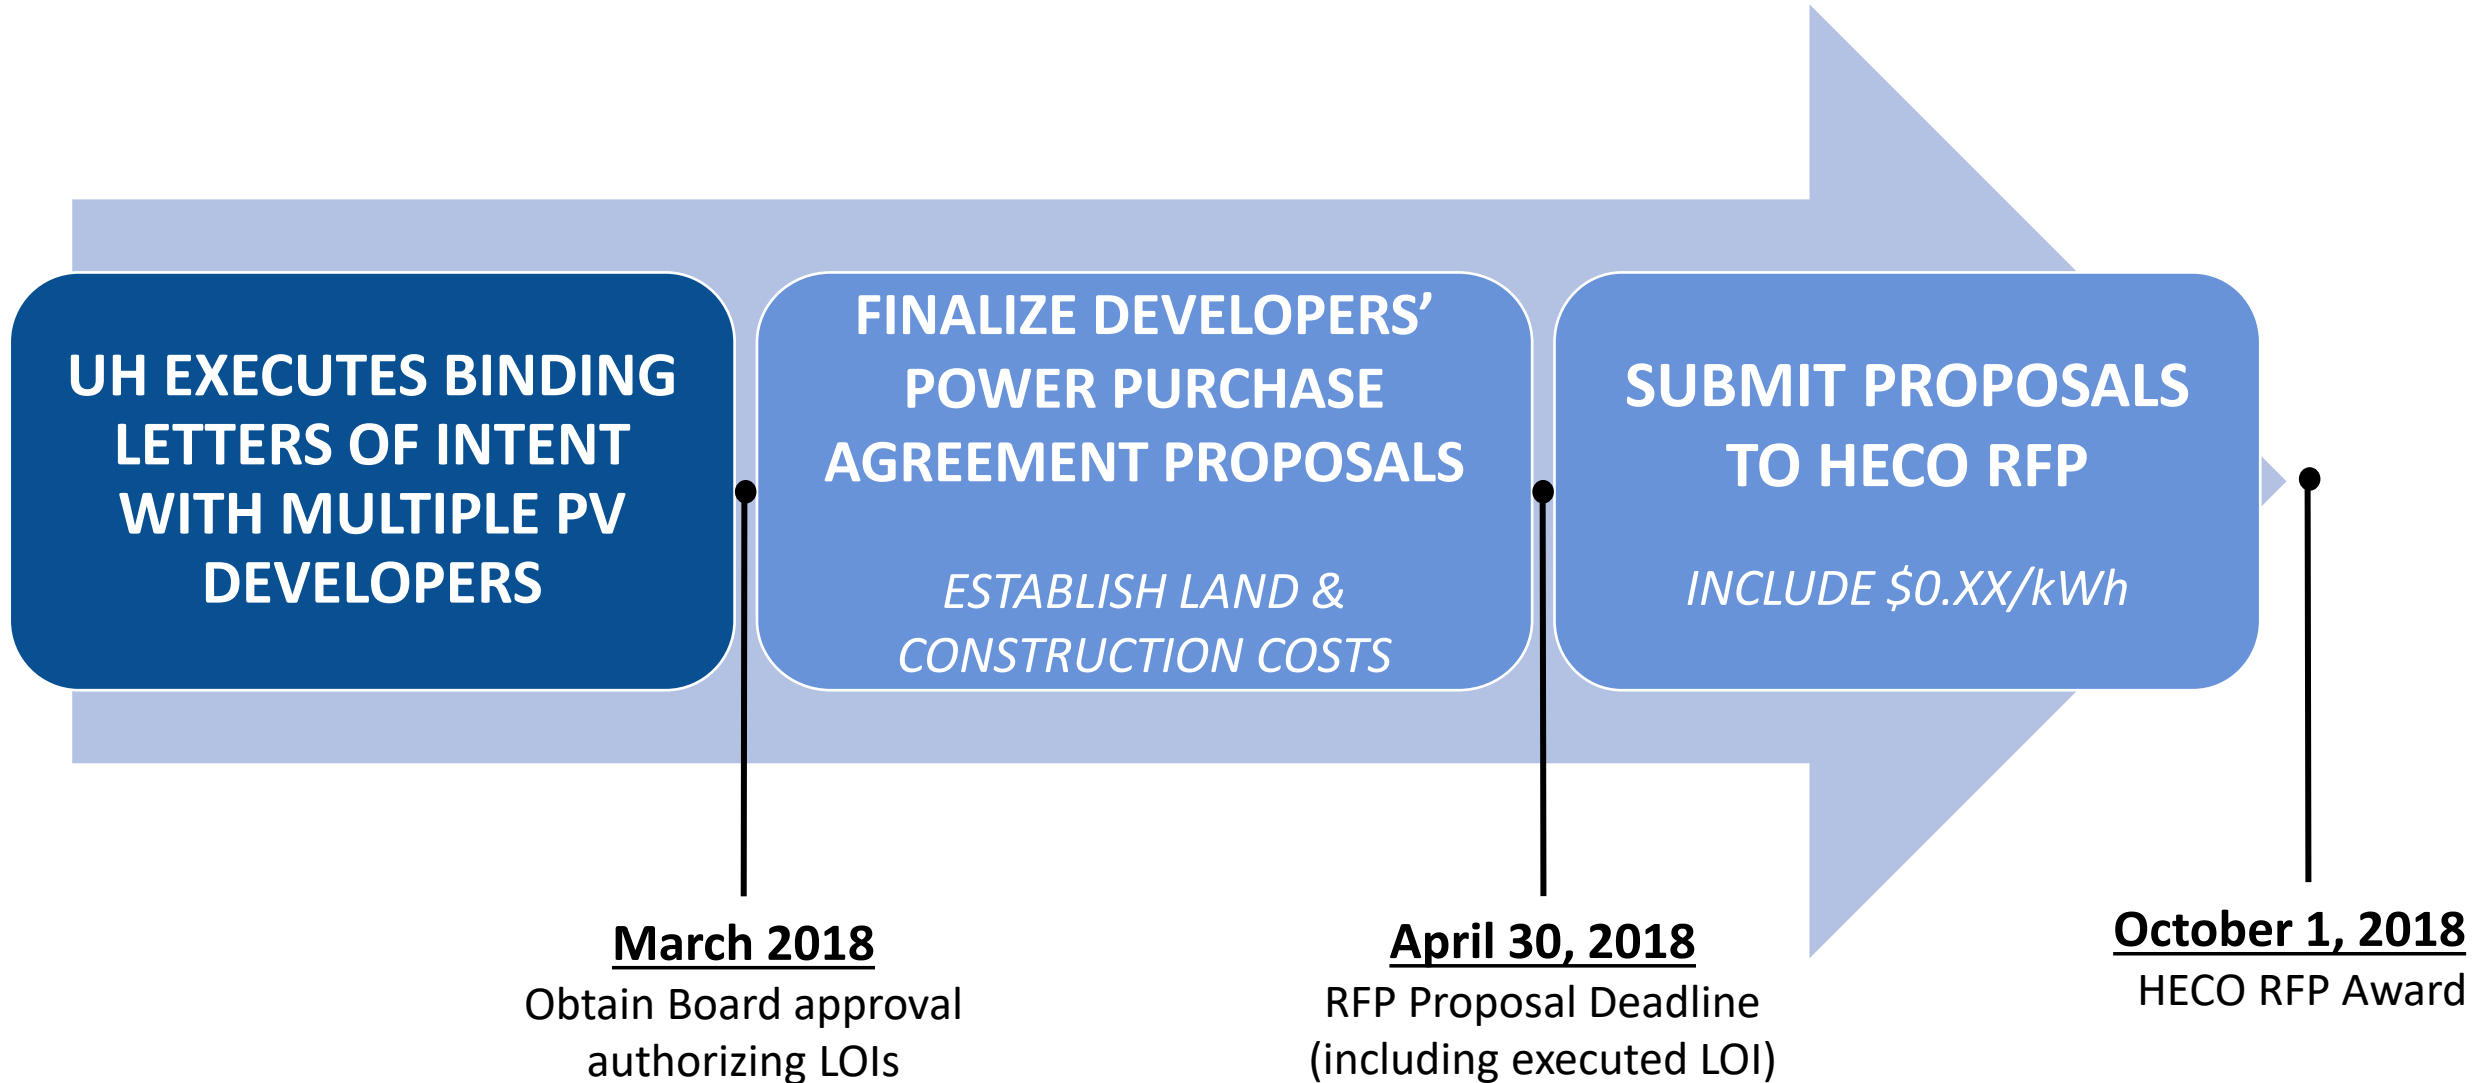 UH EXECUTES BINDING
LETTERS OF INTENT
WITH MULTIPLE PV
DEVELOPERS
FINALIZE DEVELOPERS’
POWER PURCHASE
AGREEMENT PROPOSALS
ESTABLISH LAND &
CONSTRUCTION COSTS
SUBMIT PROPOSALS
TO HECO RFP
INCLUDE $0.XX/kWh
March 2018
Obtain Board approval
authorizing LOIs
April 30, 2018
RFP Proposal Deadline
(including executed LOI)
October 1, 2018
HECO RFP Award